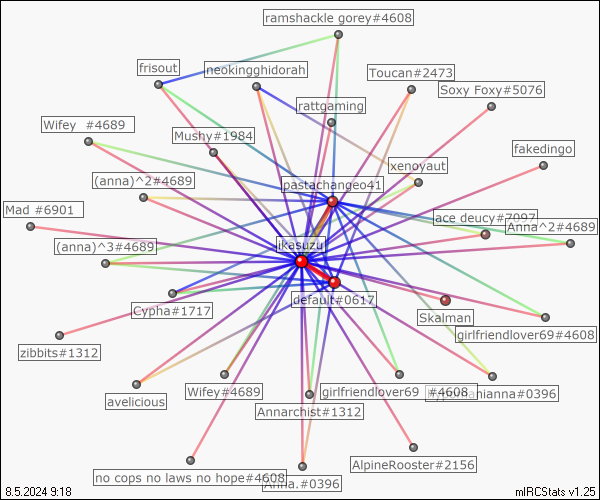 ramshackle gorey#4608
frisout
neokingghidorah
Toucan#2473
Soxy Foxy#5076
rattgaming
Wifey #4689
Mushy#1984
fakedingo
xenoyaut
(anna)^2#4689
pastachangeo41
Mad #6901
ace deucy#7097
Anna^2#4689
(anna)^3#4689
ikasuzu
default#0617
Cypha#1717
Skalman
girlfriendlover69#4608
zibbits#1312
avelicious
Wifey#4689
girlfriendlover69 #4608
#0396
Annarchist#1312
no cops no laws no hope#4608
Anna.#0396
AlpineRooster#2156
8.5.2024 9:18
mIRCStats v1.25